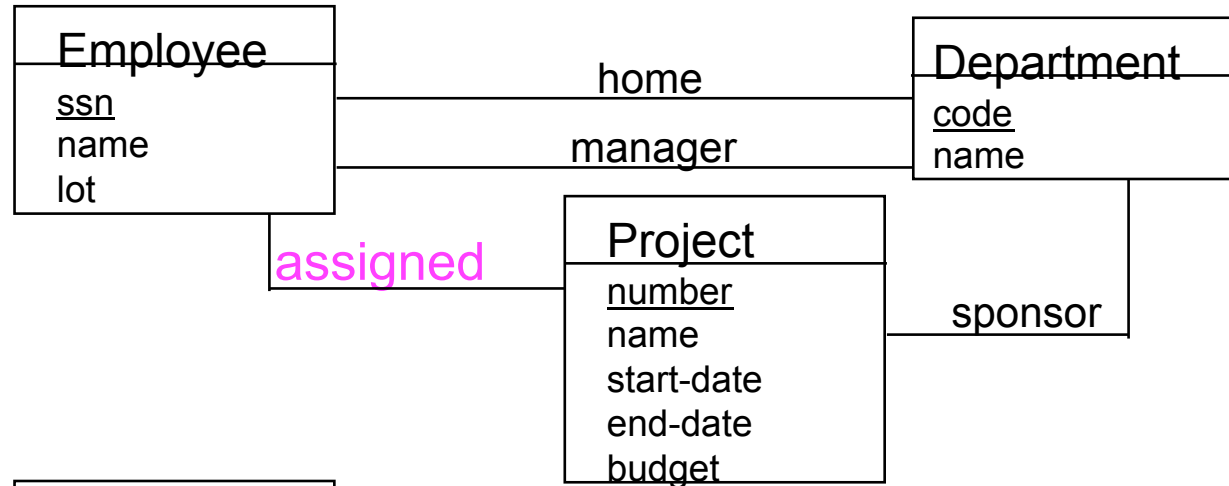 Employee
ssn
name
lot
home
manager
Department
code
name
assigned
Project
number
name
start-date
end-date
budget
sponsor